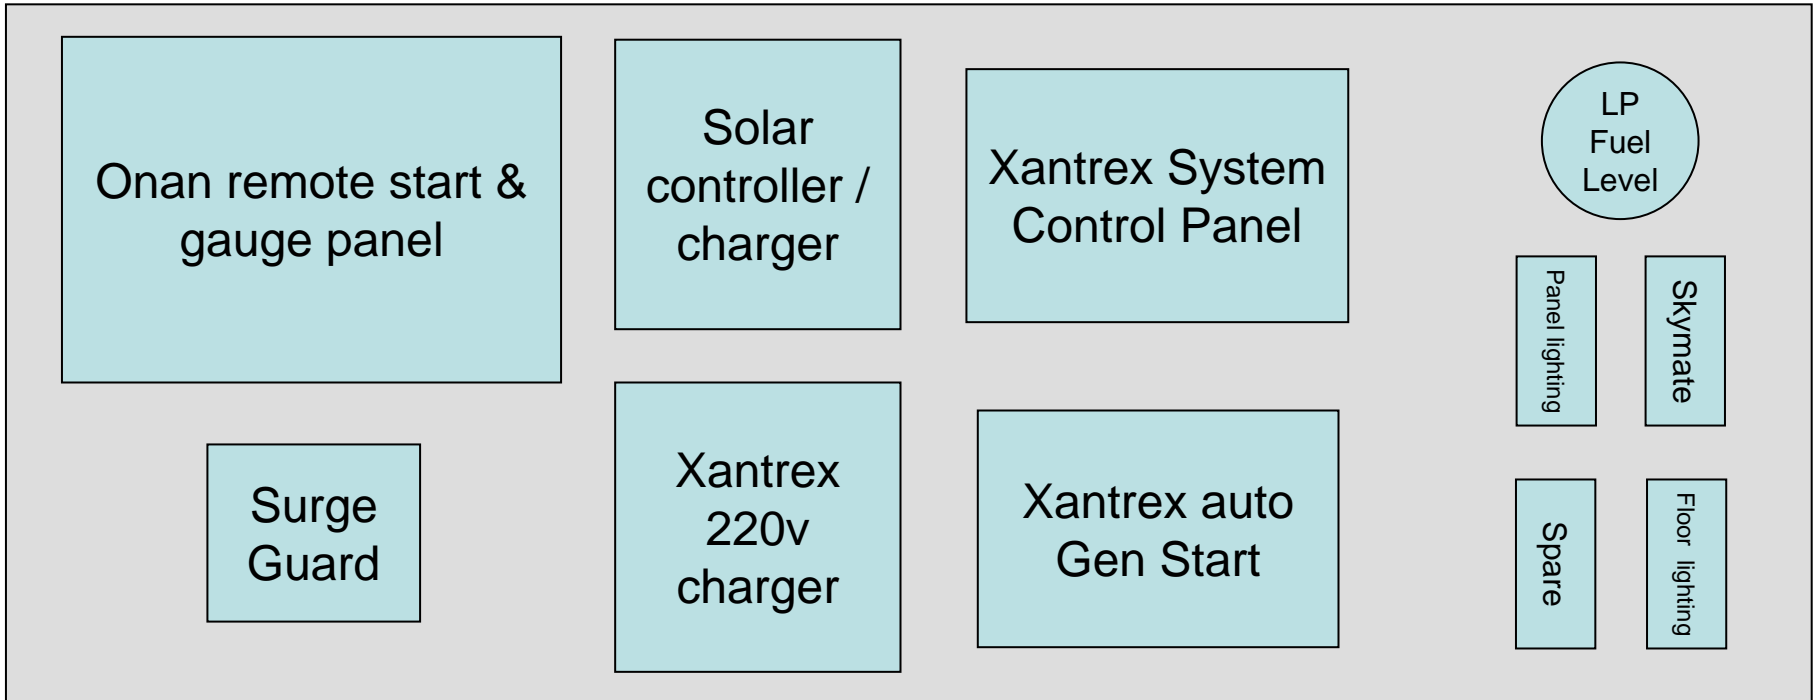 Onan remote start &
gauge panel
Solar
controller /
charger
Xantrex System
Control Panel
LP
Fuel
Level
Panel lighting
Skymate
Surge
Guard
Xantrex
220v
charger
Xantrex auto
Gen Start
Spare
Floor lighting